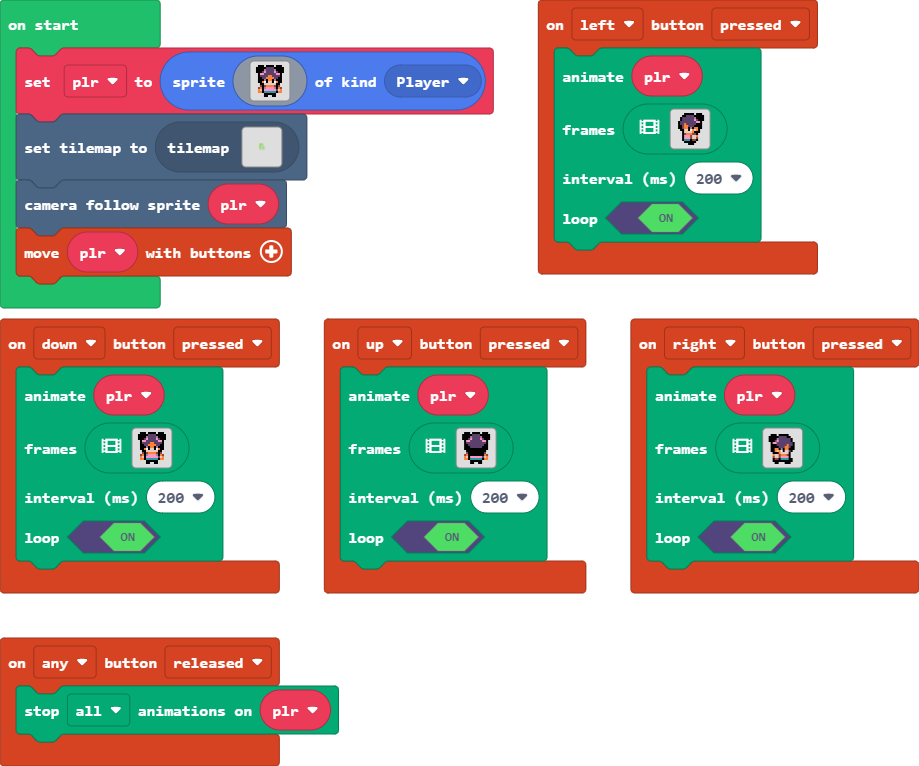 on start
set plr to sprite of kind Player
set tilemap to tilemap
camera follow sprite plr
move plr with buttons
on left button pressed
animate plr
frames
interval (ms) 200
loop ON
on down button pressed
animate plr
frames
interval (ms) 200
loop ON
on up button pressed
animate plr
frames
interval (ms) 200
loop ON
on right button pressed
animate plr
frames
interval (ms) 200
loop ON
on any button released
stop all animations on plr